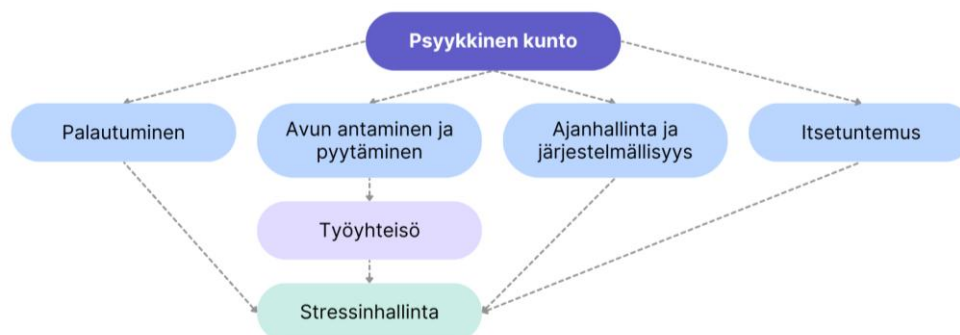 Psyykkinen kunto
Palautuminen
Avun antaminen ja
pyytäminen
Ajanhallinta ja
järjestelmällisyys
Itsetuntemus
Työyhteisö
Stressinhallinta